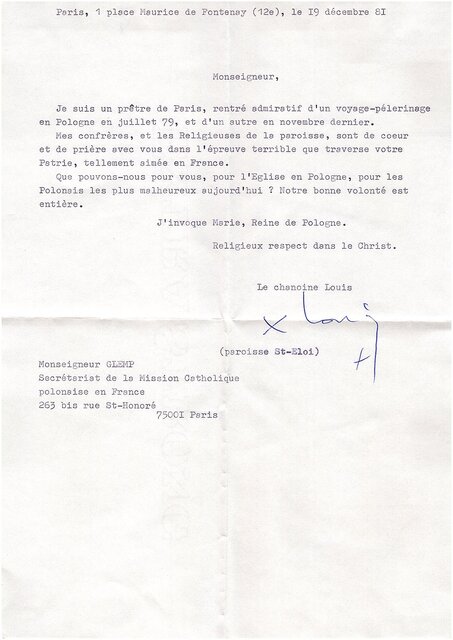 Paris, 1 place Maurice de Fontenay (12e), le I9 décembre 8I
Monseigneur,
Je suis un prêtre de Paris, rentré admiratif d'un voyage-pélerinage
en Pologne en juillet 79, et d'un autre en novembre dernier.
Mes confrères, et les Religieuses de la paroisse, sont de coeur
et de prière avec vous dans l'épreuve terrible que traverse votre
Patrie, tellement aimée en France.
Que pouvons-nous pour vous, pour l'Eglise en Pologne, pour les
Polonais les plus malheureux aujourd'hui ? Notre bonne volonté est
entière.
J'invoque Marie, Reine de Pologne.
Religieux respect dans le Christ.
Le chanoine Louis
x Louis
(paroisse St-Eloi)
Monseigneur GLEMP
Secrétariat de la Mission Catholique
polonaise en France
263 bis rue St-Honoré
7500I Paris